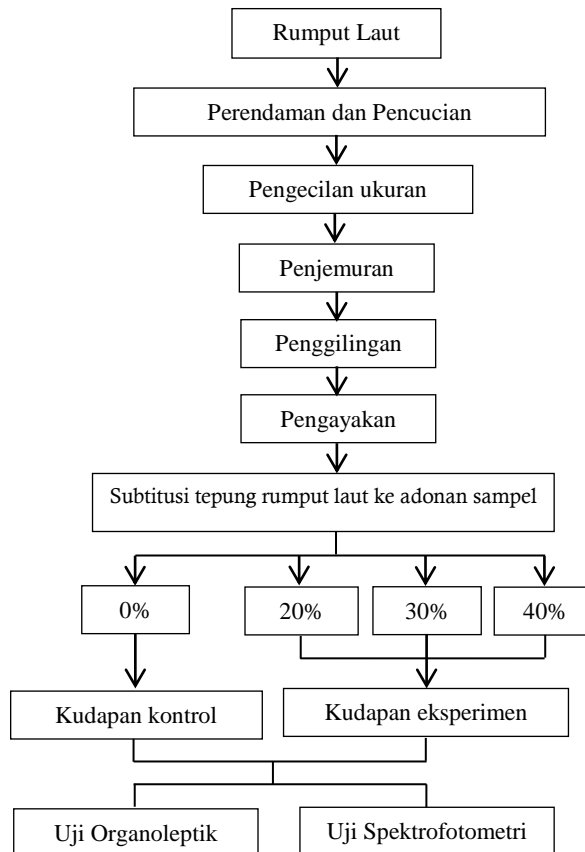 Rumput Laut
Perendaman dan Pencucian
Pengecilan ukuran
Penjemuran
Penggilingan
Pengayakan
Subtitusi tepung rumput laut ke adonan sampel
0%
20%
30%
40%
Kudapan kontrol
Kudapan eksperimen
Uji Organoleptik
Uji Spektrofotometri